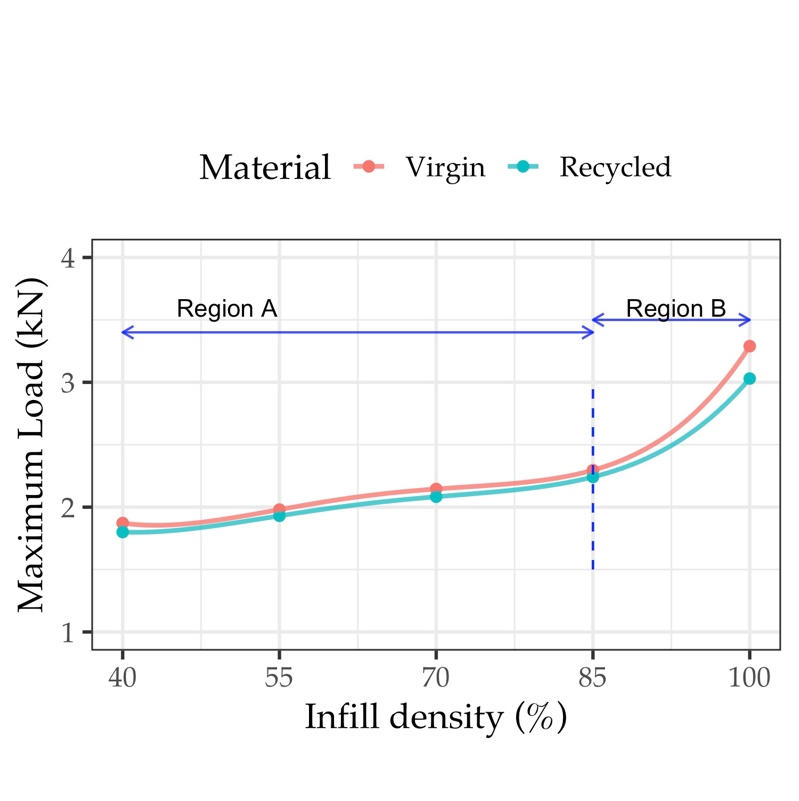 Material Virgin Recycled
4
Region A Region B
3
2
1
40 55 70 85 100
Infill density (%)
Maximum Load (kN)